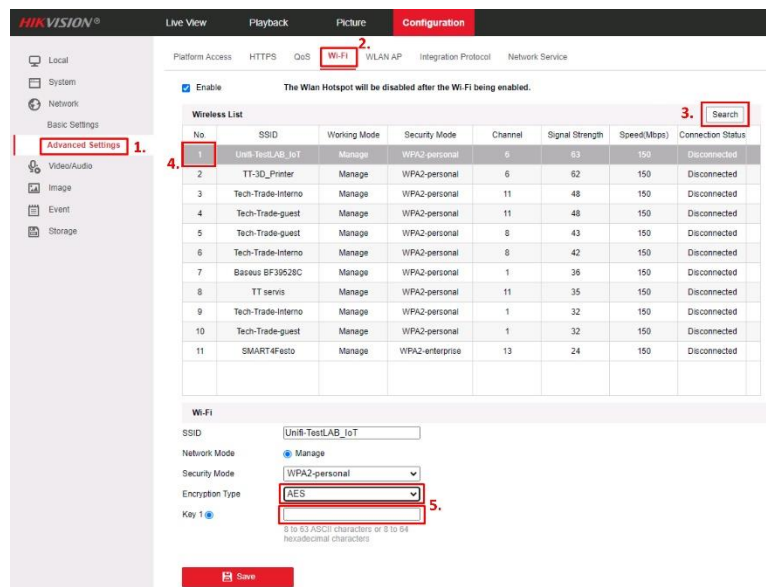 HIKVISION® Live View Playback Picture Configuration
2.
Local Platform Access HTTPS QoS Wi-Fi WLAN AP Integration Protocol Network Service
System Enable The Wlan Hotspot will be disabled after the Wi-Fi being enabled.
Network
Wireless List 3. Search
Basic Settings No. SSID Working Mode Security Mode Channel Signal Strength Speed(Mbps) Connection Status
Advanced Settings 1.
4. 1 Unifi-TestLAB_IoT Manage WPA2-personal 6 63 150 Disconnected
Video/Audio 2 TT-3D_Printer Manage WPA2-personal 6 62 150 Disconnected
Image 3 Tech-Trade-Interno Manage WPA2-personal 11 48 150 Disconnected
Event 4 Tech-Trade-guest Manage WPA2-personal 11 48 150 Disconnected
Storage 5 Tech-Trade-guest Manage WPA2-personal 8 43 150 Disconnected
6 Tech-Trade-Interno Manage WPA2-personal 8 42 150 Disconnected
7 Baseus BF39528C Manage WPA2-personal 1 36 150 Disconnected
8 TT servis Manage WPA2-personal 11 35 150 Disconnected
9 Tech-Trade-Interno Manage WPA2-personal 1 32 150 Disconnected
10 Tech-Trade-guest Manage WPA2-personal 1 32 150 Disconnected
11 SMART4Festo Manage WPA2-enterprise 13 24 150 Disconnected
Wi-Fi
SSID Unifi-TestLAB_IoT
Network Mode Manage
Security Mode WPA2-personal
Encryption Type AES
5.
Key 1
8 to 63 ASCII characters or 8 to 64
hexadecimal characters
Save